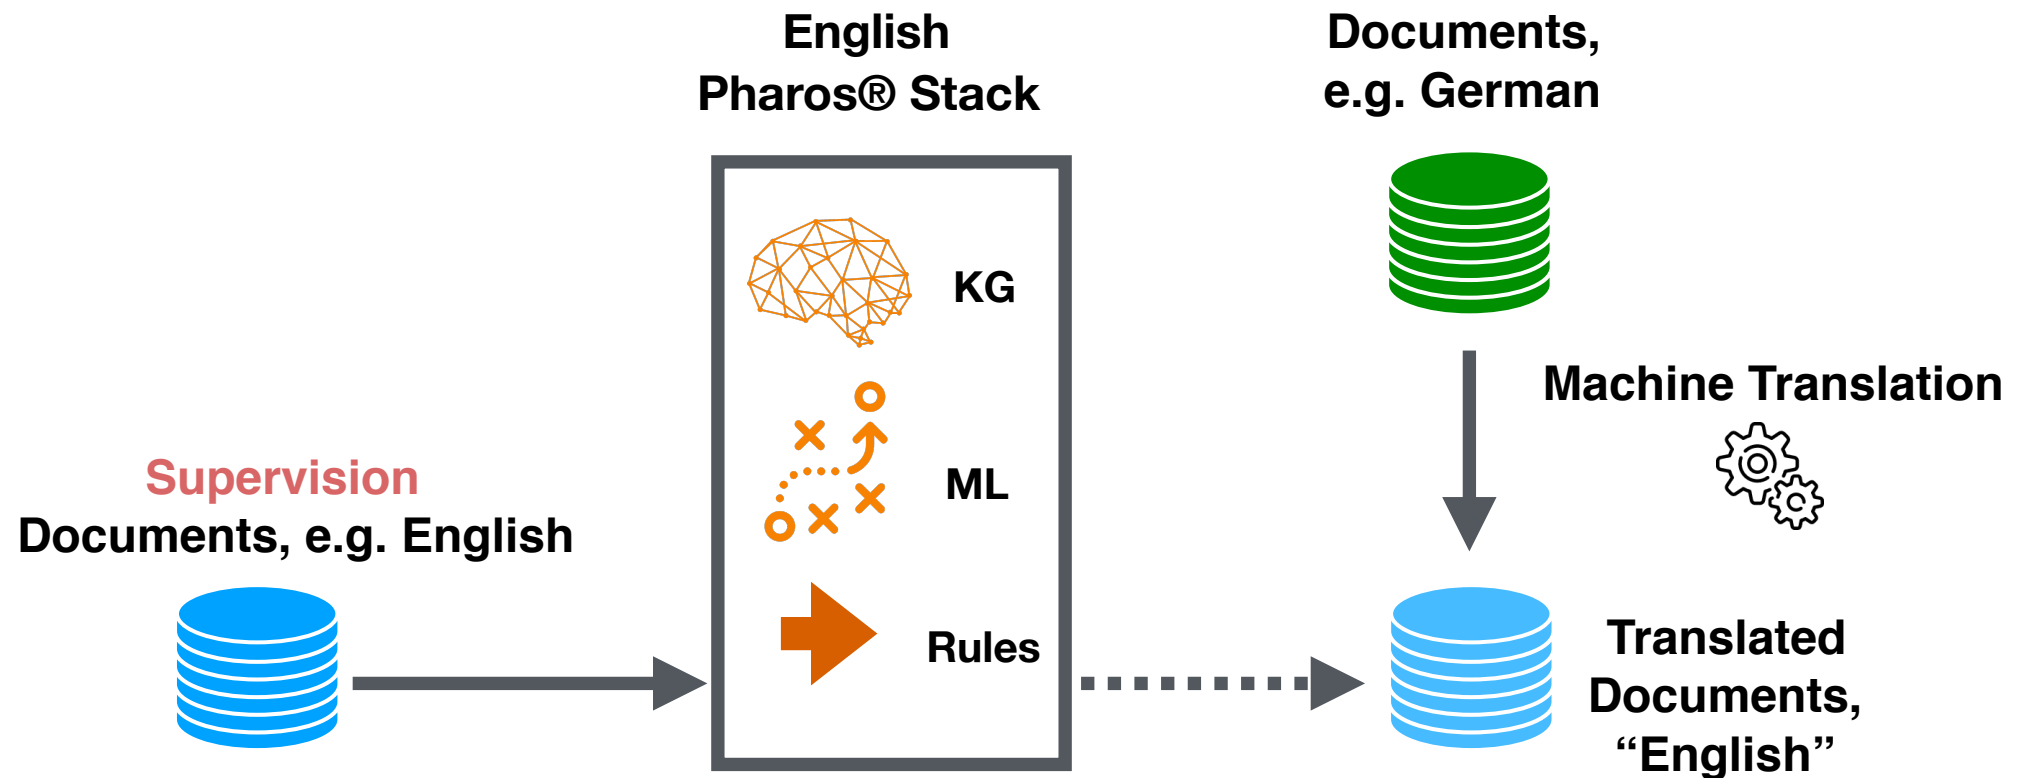 English
Pharos® Stack
Documents,
e.g. German
KG
Machine Translation
ML
Supervision
Documents, e.g. English
Rules
Translated
Documents,
“English”